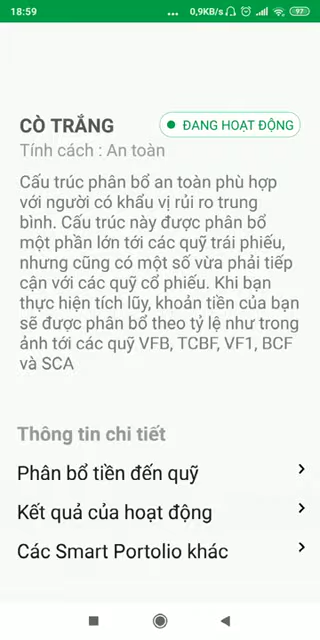 18:59 ... 0,9KB/s 97
CÒ TRẮNG
ĐANG HOẠT ĐỘNG
Tính cách : An toàn
Cấu trúc phân bổ an toàn phù hợp
với người có khẩu vị rủi ro trung
bình. Cấu trúc này được phân bổ
một phần lớn tới các quỹ trái phiếu,
nhưng cũng có một số vừa phải tiếp
cận với các quỹ cổ phiếu. Khi bạn
thực hiện tích lũy, khoản tiền của bạn
sẽ được phân bổ theo tỷ lệ như trong
ảnh tới các quỹ VFB, TCBF, VF1, BCF
và SCA
Thông tin chi tiết
Phân bổ tiền đến quỹ
Kết quả của hoạt động
Các Smart Portolio khác